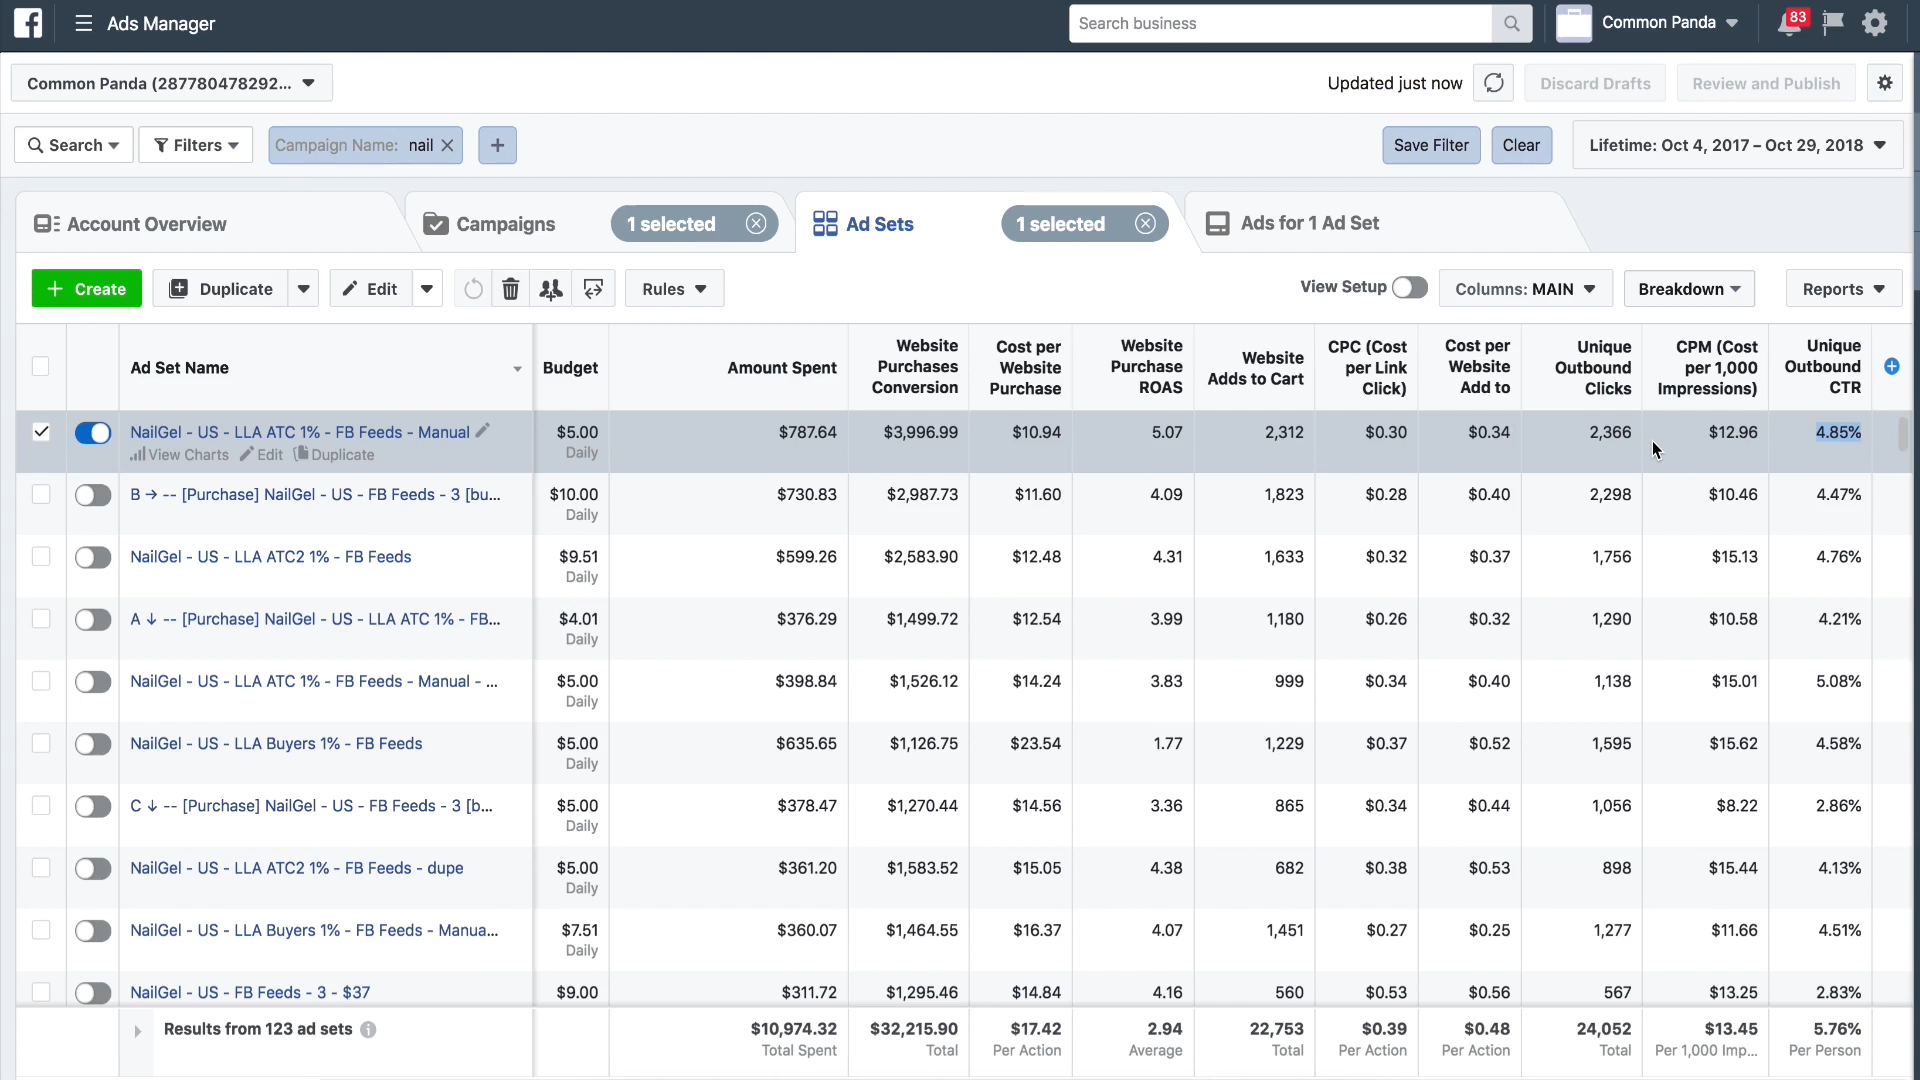 Ads Manager
Search business
Common Panda
83
Common Panda (287780478292...
Updated just now
Discard Drafts
Review and Publish
Search
Filters
Campaign Name: nail
Save Filter
Clear
Lifetime: Oct 4, 2017 – Oct 29, 2018
Account Overview
Campaigns
1 selected
Ad Sets
1 selected
Ads for 1 Ad Set
Create
Duplicate
Edit
Rules
View Setup
Columns: MAIN
Breakdown
Reports
Ad Set Name
Budget
Amount Spent
Website Purchases Conversion
Cost per Website Purchase
Website Purchase ROAS
Website Adds to Cart
CPC (Cost per Link Click)
Cost per Website Add to
Unique Outbound Clicks
CPM (Cost per 1,000 Impressions)
Unique Outbound CTR
NailGel - US - LLA ATC 1% - FB Feeds - Manual $5.00 $787.64 $3,996.99 $10.94 5.07 2,312 $0.30 $0.34 2,366 $12.96 4.85%
View Charts Edit Duplicate Daily
B → -- [Purchase] NailGel - US - FB Feeds - 3 [bu... $10.00 $730.83 $2,987.73 $11.60 4.09 1,823 $0.28 $0.40 2,298 $10.46 4.47%
Daily
NailGel - US - LLA ATC2 1% - FB Feeds $9.51 $599.26 $2,583.90 $12.48 4.31 1,633 $0.32 $0.37 1,756 $15.13 4.76%
Daily
A ↓ -- [Purchase] NailGel - US - LLA ATC 1% - FB... $4.01 $376.29 $1,499.72 $12.54 3.99 1,180 $0.26 $0.32 1,290 $10.58 4.21%
Daily
NailGel - US - LLA ATC 1% - FB Feeds - Manual - ... $5.00 $398.84 $1,526.12 $14.24 3.83 999 $0.34 $0.40 1,138 $15.01 5.08%
Daily
NailGel - US - LLA Buyers 1% - FB Feeds $5.00 $635.65 $1,126.75 $23.54 1.77 1,229 $0.37 $0.52 1,595 $15.62 4.58%
Daily
C ↓ -- [Purchase] NailGel - US - FB Feeds - 3 [b... $5.00 $378.47 $1,270.44 $14.56 3.36 865 $0.34 $0.44 1,056 $8.22 2.86%
Daily
NailGel - US - LLA ATC2 1% - FB Feeds - dupe $5.00 $361.20 $1,583.52 $15.05 4.38 682 $0.38 $0.53 898 $15.44 4.13%
Daily
NailGel - US - LLA Buyers 1% - FB Feeds - Manua... $7.51 $360.07 $1,464.55 $16.37 4.07 1,451 $0.27 $0.25 1,277 $11.66 4.51%
Daily
NailGel - US - FB Feeds - 3 - $37 $9.00 $311.72 $1,295.46 $14.84 4.16 560 $0.53 $0.56 567 $13.25 2.83%
Results from 123 ad sets $10,974.32 $32,215.90 $17.42 2.94 22,753 $0.39 $0.48 24,052 $13.45 5.76%
Total Spent Total Per Action Average Total Per Action Per Action Total Per 1,000 Imp... Per Person